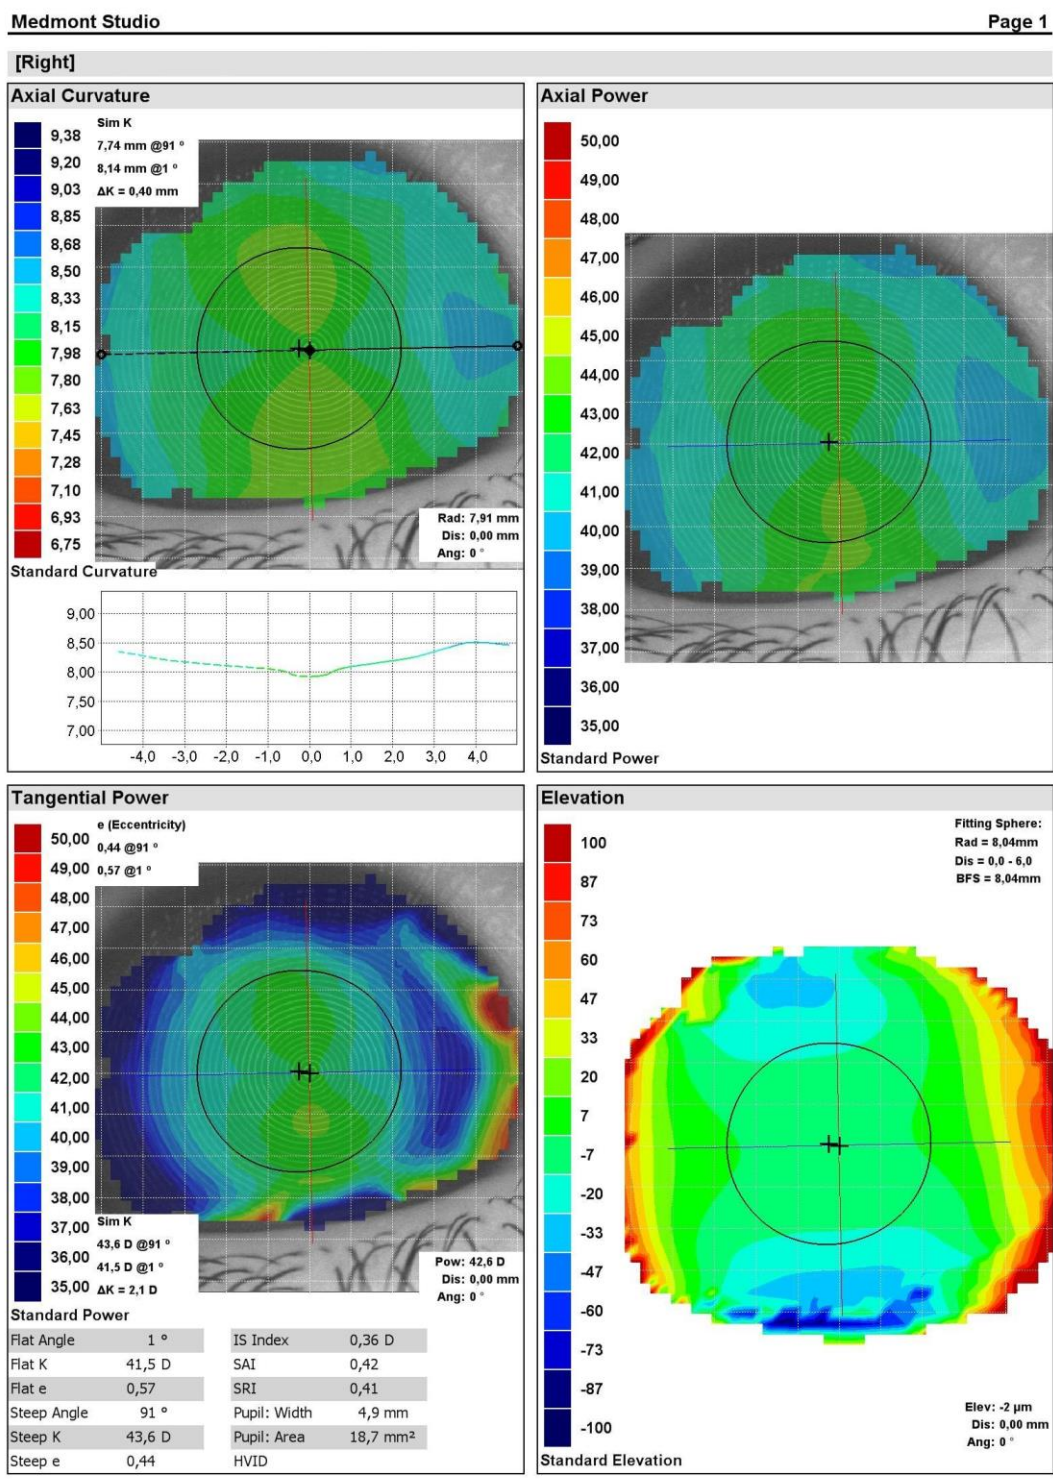 Medmont Studio Page 1
[Right]
Axial Curvature
9,38
9,20
9,03
8,85
8,68
8,50
8,33
8,15
7,98
7,80
7,63
7,45
7,28
7,10
6,93
6,75
Sim K
7,74 mm @91 °
8,14 mm @1 °
ΔK = 0,40 mm
Rad: 7,91 mm
Dis: 0,00 mm
Ang: 0 °
Standard Curvature
9,00
8,50
8,00
7,50
7,00
-4,0 -3,0 -2,0 -1,0 0,0 1,0 2,0 3,0 4,0
Axial Power
50,00
49,00
48,00
47,00
46,00
45,00
44,00
43,00
42,00
41,00
40,00
39,00
38,00
37,00
36,00
35,00
Standard Power
Tangential Power
50,00
49,00
48,00
47,00
46,00
45,00
44,00
43,00
42,00
41,00
40,00
39,00
38,00
37,00
36,00
35,00
e (Eccentricity)
0,44 @91 °
0,57 @1 °
Sim K
43,6 D @91 °
41,5 D @1 °
ΔK = 2,1 D
Pow: 42,6 D
Dis: 0,00 mm
Ang: 0 °
Standard Power
Flat Angle 1 ° IS Index 0,36 D
Flat K 41,5 D SAI 0,42
Flat e 0,57 SRI 0,41
Steep Angle 91 ° Pupil: Width 4,9 mm
Steep K 43,6 D Pupil: Area 18,7 mm²
Steep e 0,44 HVID
Elevation
100
87
73
60
47
33
20
7
-7
-20
-33
-47
-60
-73
-87
-100
Fitting Sphere:
Rad = 8,04mm
Dis = 0,0 - 6,0
BFS = 8,04mm
Elev: -2 µm
Dis: 0,00 mm
Ang: 0 °
Standard Elevation